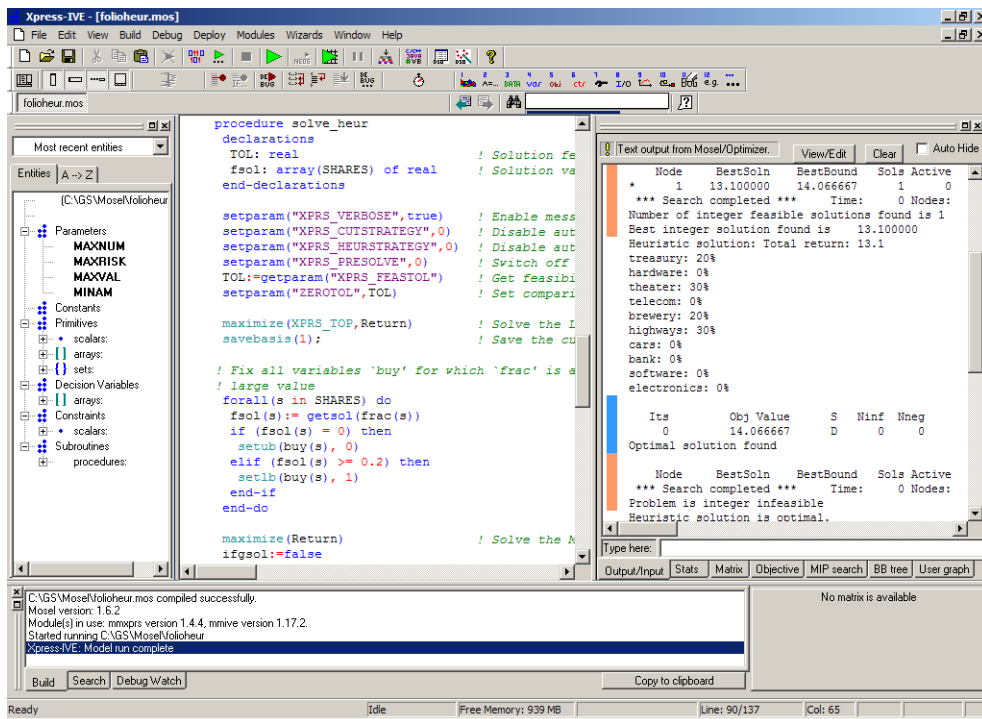 Xpress-IVE - [folioheur.mos]
File Edit View Build Debug Deploy Modules Wizards Window Help
folioheur.mos
Most recent entities
Entities A --> Z
(C:\GS\Mosel\folioheur
Parameters
MAXNUM
MAXRISK
MAXVAL
MINAM
Constants
Primitives
scalars:
arrays:
sets:
Decision Variables
arrays:
Constraints
scalars:
Subroutines
procedures:
procedure solve_heur
declarations
TOL: real ! Solution fe
fsol: array(SHARES) of real ! Solution va
end-declarations
setparam("XPRS_VERBOSE",true) ! Enable mess
setparam("XPRS_CUTSTRATEGY",0) ! Disable aut
setparam("XPRS_HEURSTRATEGY",0) ! Disable aut
setparam("XPRS_PRESOLVE",0) ! Switch off
TOL:=getparam("XPRS_FEASTOL") ! Get feasibi
setparam("ZEROTOL",TOL) ! Set compari
maximize(XPRS_TOP,Return) ! Solve the L
savebasis(1); ! Save the cu
! Fix all variables `buy' for which `frac' is a
! large value
forall(s in SHARES) do
fsol(s):= getsol(frac(s))
if (fsol(s) = 0) then
setub(buy(s), 0)
elif (fsol(s) >= 0.2) then
setlb(buy(s), 1)
end-if
end-do
maximize(Return) ! Solve the M
ifgsol:=false
Text output from Mosel/Optimizer. View/Edit Clear Auto Hide
Node BestSoln BestBound Sols Active
* 1 13.100000 14.066667 1 0
*** Search completed *** Time: 0 Nodes:
Number of integer feasible solutions found is 1
Best integer solution found is 13.100000
Heuristic solution: Total return: 13.1
treasury: 20%
hardware: 0%
theater: 30%
telecom: 0%
brewery: 20%
highways: 30%
cars: 0%
bank: 0%
software: 0%
electronics: 0%
Its Obj Value S Ninf Nneg
0 14.066667 D 0 0
Optimal solution found
Node BestSoln BestBound Sols Active
*** Search completed *** Time: 0 Nodes:
Problem is integer infeasible
Heuristic solution is optimal.
Type here:
Output/Input Stats Matrix Objective MIP search BB tree User graph
C:\GS\Mosel\folioheur.mos compiled successfully.
Mosel version: 1.6.2
Module(s) in use: mmxprs version 1.4.4, mmive version 1.17.2.
Started running C:\GS\Mosel\folioheur
Xpress-IVE: Model run complete
Build Search Debug Watch
Copy to clipboard
No matrix is available
Ready Idle Free Memory: 939 MB Line: 90/137 Col: 65